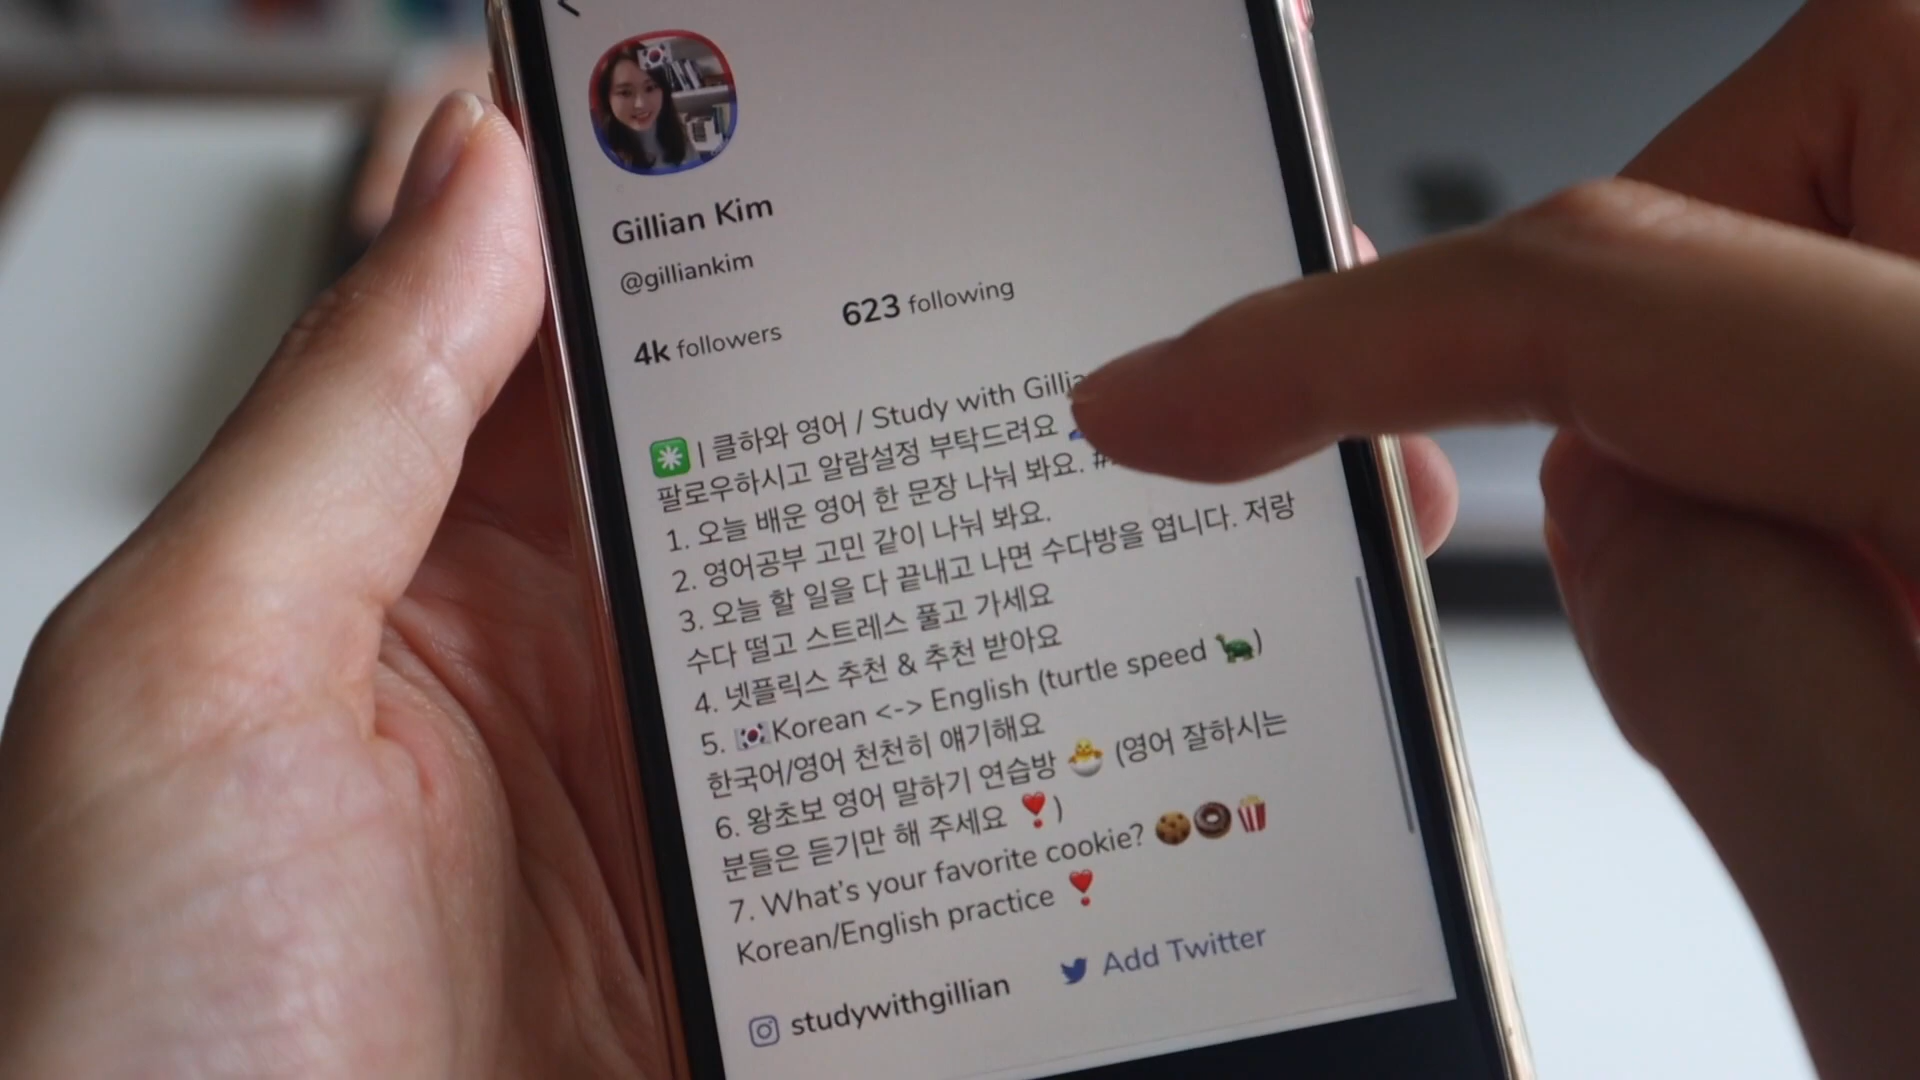 Gillian Kim
@gilliankim
4k followers 623 following
| 클하와 영어 / Study with
팔로우하시고 알람설정 부탁드려요
1. 오늘 배운 영어 한 문장 나눠 봐요.
2. 영어공부 고민 같이 나눠 봐요.
3. 오늘 할 일을 다 끝내고 나면 수다방을 엽니다. 저랑
수다 떨고 스트레스 풀고 가세요
4. 넷플릭스 추천 & 추천 받아요
5. 🇰🇷Korean <-> English (turtle speed 🐢)
한국어/영어 천천히 얘기해요
6. 왕초보 영어 말하기 연습방 🐣 (영어 잘하시는
분들은 듣기만 해 주세요 ❣️)
7. What's your favorite cookie? 🍪🍩🍿
Korean/English practice ❣️
studywithgillian Add Twitter